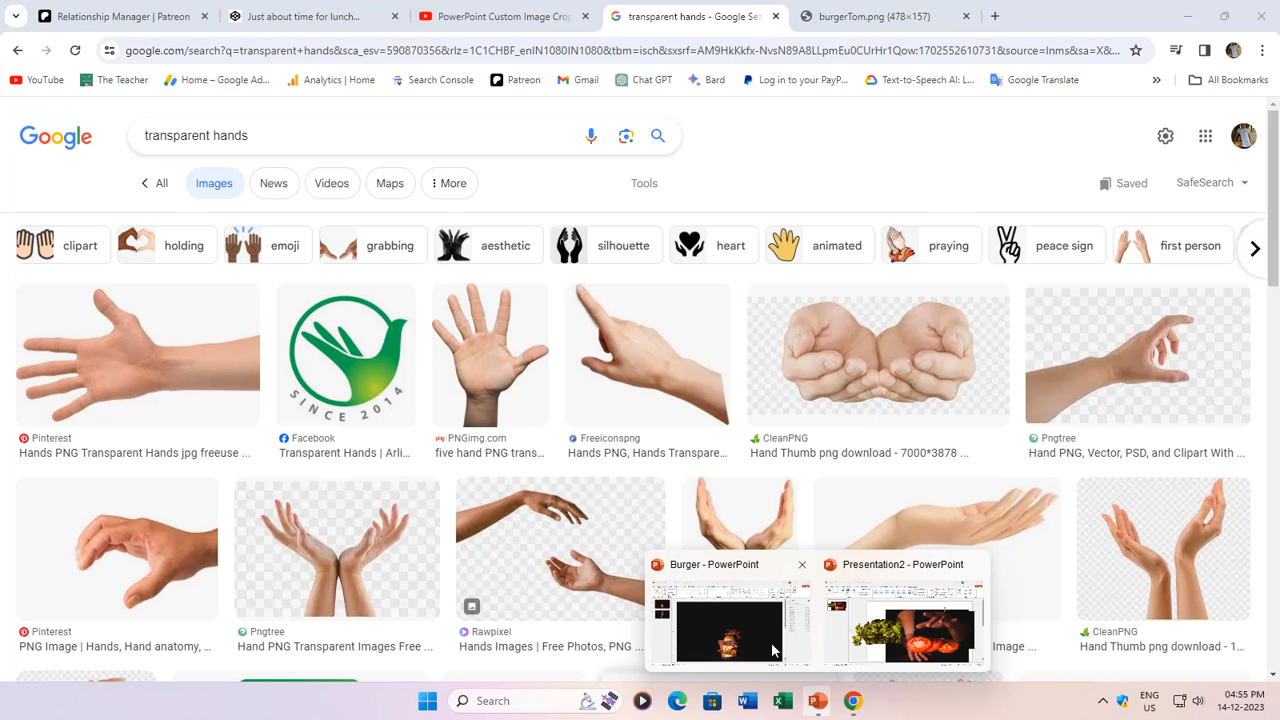 Relationship Manager | Patreon
Just about time for lunch...
PowerPoint Custom Image Crop
transparent hands - Google Sea
burgerTom.png (478×157)
google.com/search?q=transparent+hands&sca_esv=590870356&rlz=1C1CHBF_enIN1080IN1080&tbm=isch&sxsrf=AM9HkKkfx-NvsN89A8LLpmEu0CUrHr1Qow:1702552610731&source=lnms&sa=X&...
YouTube
The Teacher
Home – Google Ad...
Analytics | Home
Search Console
Patreon
Gmail
Chat GPT
Bard
Log in to your PayP...
Text-to-Speech AI: L...
Google Translate
All Bookmarks
Google
transparent hands
All
Images
News
Videos
Maps
More
Tools
Saved
SafeSearch
clipart
holding
emoji
grabbing
aesthetic
silhouette
heart
animated
praying
peace sign
first person
SINCE 2014
Pinterest
Hands PNG Transparent Hands jpg freeuse ...
Facebook
Transparent Hands | Arli...
PNGimg.com
five hand PNG trans...
Freeiconspng
Hands PNG, Hands Transpare...
CleanPNG
Hand Thumb png download - 7000*3878 ...
Pngtree
Hand PNG, Vector, PSD, and Clipart With ...
Burger - PowerPoint
Presentation2 - PowerPoint
Pinterest
PNG Image | Hands, Hand anatomy, ...
Pngtree
Hand PNG Transparent Images Free ...
Rawpixel
Hands Images | Free Photos, PNG ...
Image ...
CleanPNG
Hand Thumb png download - 1...
Search
ENG
US
04:55 PM
14-12-2023